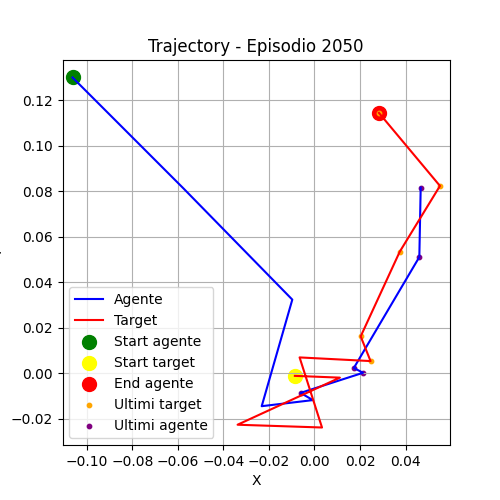 Trajectory - Episodio 2050
0.12
0.10
0.08
0.06
0.04
0.02
0.00
−0.02
Agente
Target
Start agente
Start target
End agente
Ultimi target
Ultimi agente
−0.10 −0.08 −0.06 −0.04 −0.02 0.00 0.02 0.04
X